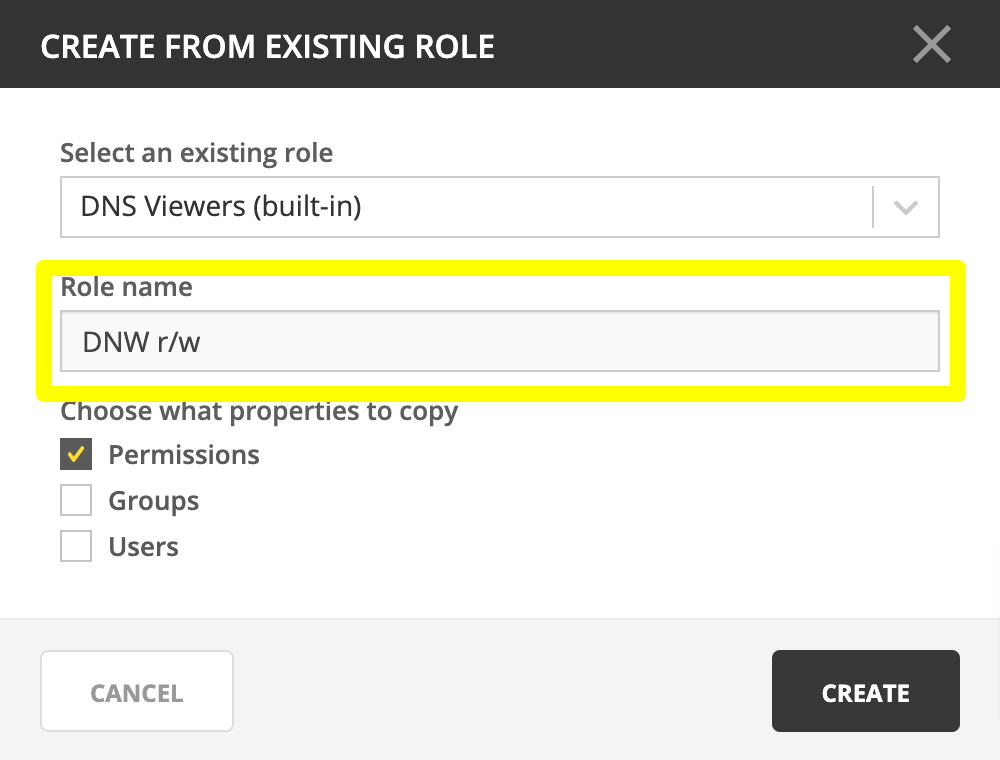 CREATE FROM EXISTING ROLE
Select an existing role
DNS Viewers (built-in)
Role name
DNW r/w
Choose what properties to copy
Permissions
Groups
Users
CANCEL
CREATE